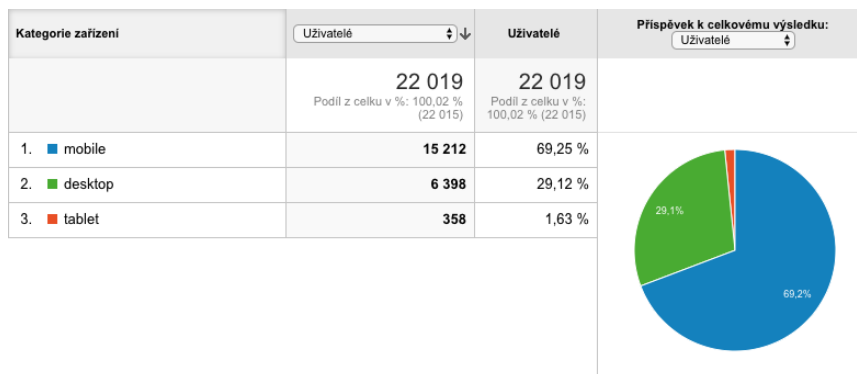 Kategorie zařízení
Uživatelé
Uživatelé
Příspěvek k celkovému výsledku:
Uživatelé
22 019
Podíl z celku v %: 100,02 %
(22 015)
22 019
Podíl z celku v %:
100,02 % (22 015)
1. mobile 15 212 69,25 %
2. desktop 6 398 29,12 %
3. tablet 358 1,63 %
29,1%
69,2%